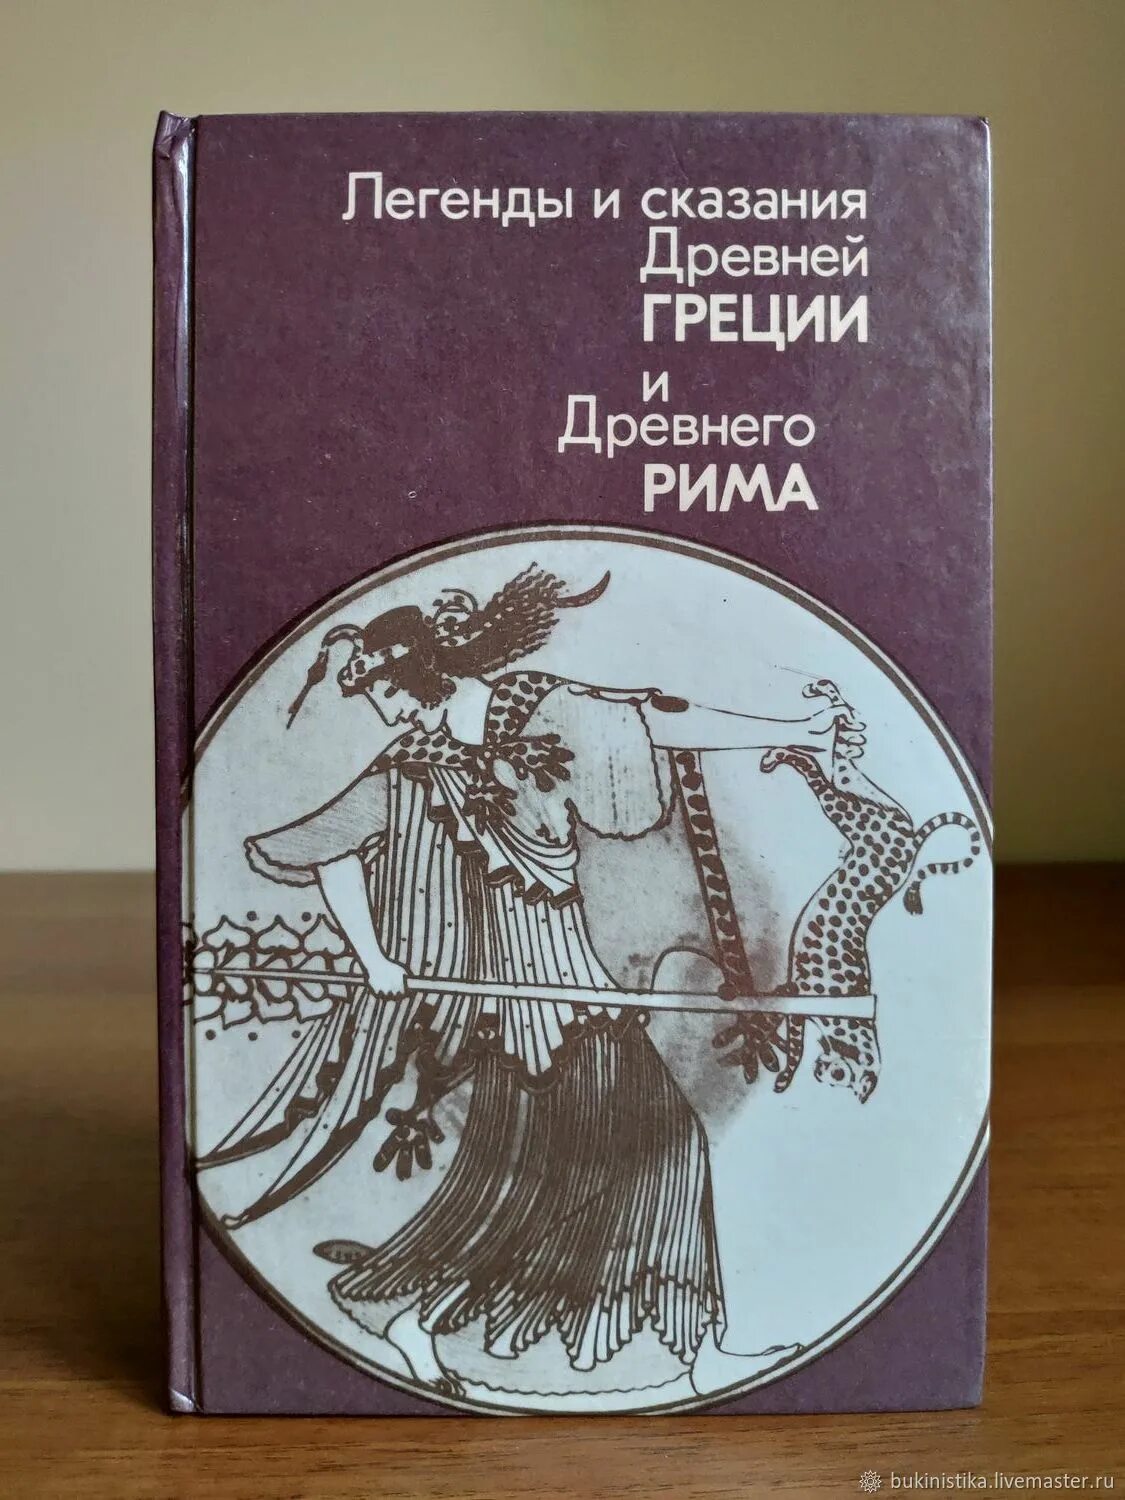 Легенды и сказания
Древней
ГРЕЦИИ
и
Древнего
РИМА
bukinistika.livemaster.ru